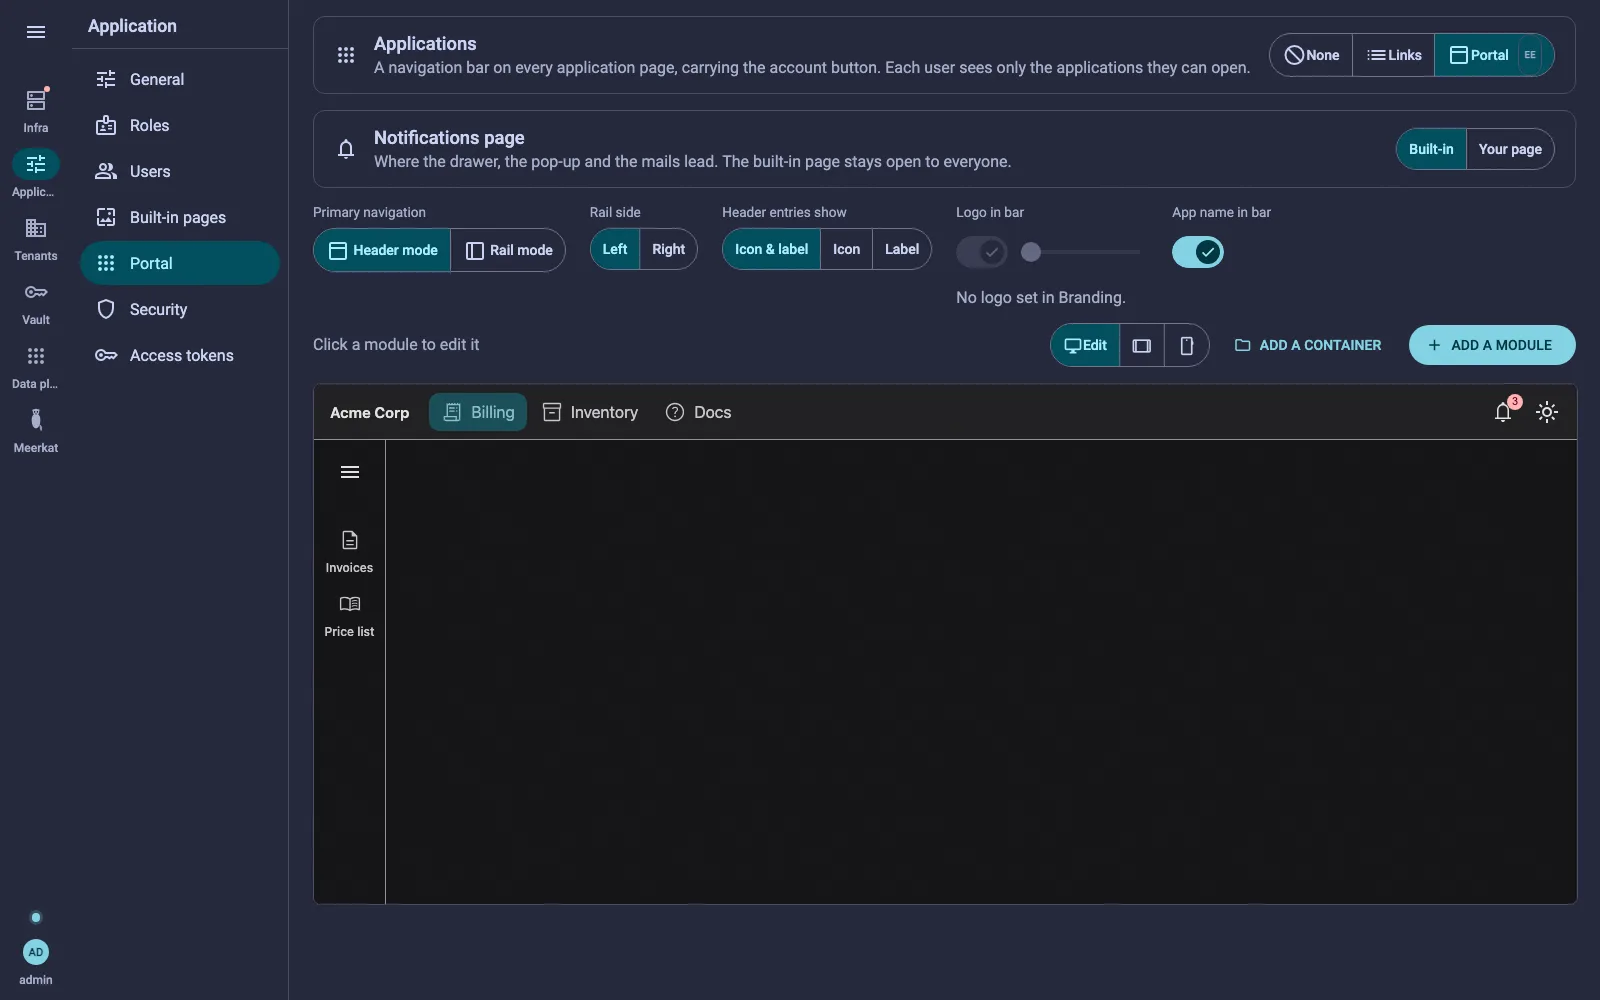 Application
Infra
Applic...
Tenants
Vault
Data pl...
Meerkat
AD
admin
General
Roles
Users
Built-in pages
Portal
Security
Access tokens
Applications
A navigation bar on every application page, carrying the account button. Each user sees only the applications they can open.
None
Links
Portal
EE
Notifications page
Where the drawer, the pop-up and the mails lead. The built-in page stays open to everyone.
Built-in
Your page
Primary navigation
Header mode
Rail mode
Rail side
Left
Right
Header entries show
Icon & label
Icon
Label
Logo in bar
No logo set in Branding.
App name in bar
Click a module to edit it
Edit
ADD A CONTAINER
ADD A MODULE
Acme Corp
Billing
Inventory
Docs
3
Invoices
Price list